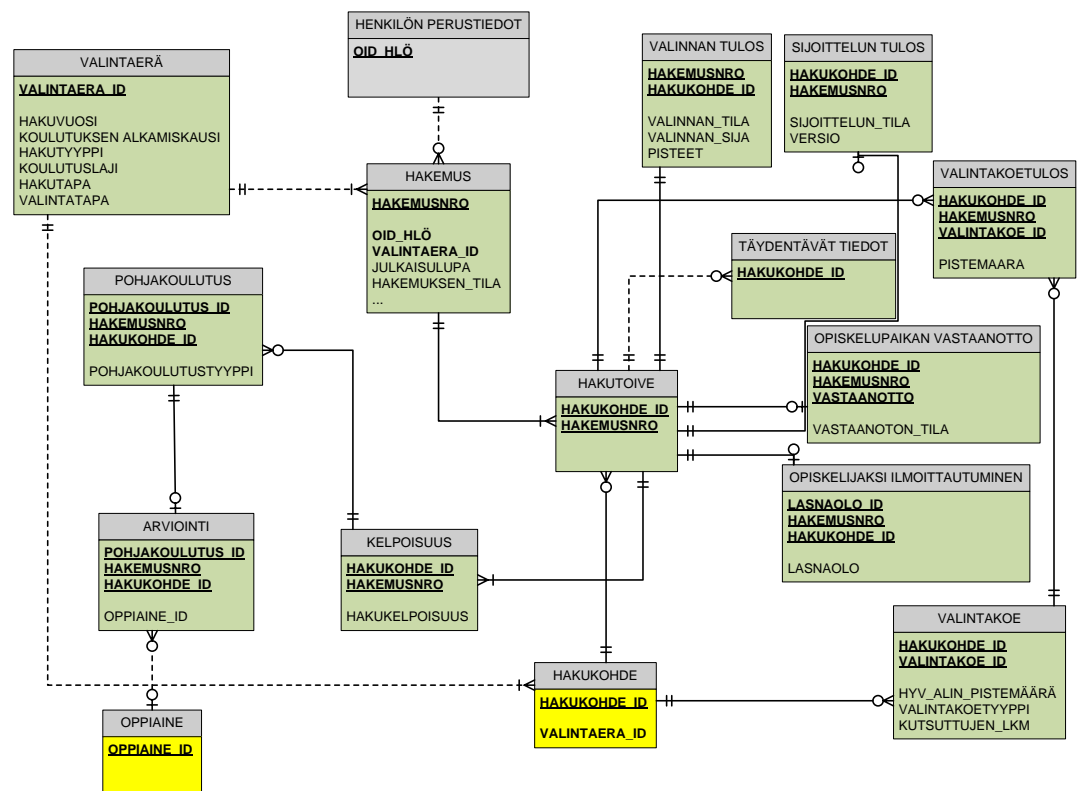 HENKILÖN PERUSTIEDOT
OID_HLÖ
VALINTAERÄ
VALINTAERA_ID
HAKUVUOSI
KOULUTUKSEN ALKAMISKAUSI
HAKUTYYPPI
KOULUTUSLAJI
HAKUTAPA
VALINTATAPA
VALINNAN TULOS
HAKEMUSNRO
HAKUKOHDE_ID
VALINNAN_TILA
VALINNAN_SIJA
PISTEET
SIJOITTELUN TULOS
HAKUKOHDE_ID
HAKEMUSNRO
SIJOITTELUN_TILA
VERSIO
HAKEMUS
HAKEMUSNRO
OID_HLÖ
VALINTAERA_ID
JULKAISULUPA
HAKEMUKSEN_TILA
...
VALINTAKOETULOS
HAKUKOHDE_ID
HAKEMUSNRO
VALINTAKOE_ID
PISTEMAARA
TÄYDENTÄVÄT TIEDOT
HAKUKOHDE_ID
POHJAKOULUTUS
POHJAKOULUTUS_ID
HAKEMUSNRO
HAKUKOHDE_ID
POHJAKOULUTUSTYYPPI
OPISKELUPAIKAN VASTAANOTTO
HAKUKOHDE_ID
HAKEMUSNRO
VASTAANOTTO
VASTAANOTON_TILA
HAKUTOIVE
HAKUKOHDE_ID
HAKEMUSNRO
OPISKELIJAKSI ILMOITTAUTUMINEN
LASNAOLO_ID
HAKEMUSNRO
HAKUKOHDE_ID
LASNAOLO
ARVIOINTI
POHJAKOULUTUS_ID
HAKEMUSNRO
HAKUKOHDE_ID
OPPIAINE_ID
KELPOISUUS
HAKUKOHDE_ID
HAKEMUSNRO
HAKUKELPOISUUS
VALINTAKOE
HAKUKOHDE_ID
VALINTAKOE_ID
HYV_ALIN_PISTEMÄÄRÄ
VALINTAKOETYYPPI
KUTSUTTUJEN_LKM
HAKUKOHDE
HAKUKOHDE_ID
VALINTAERA_ID
OPPIAINE
OPPIAINE_ID